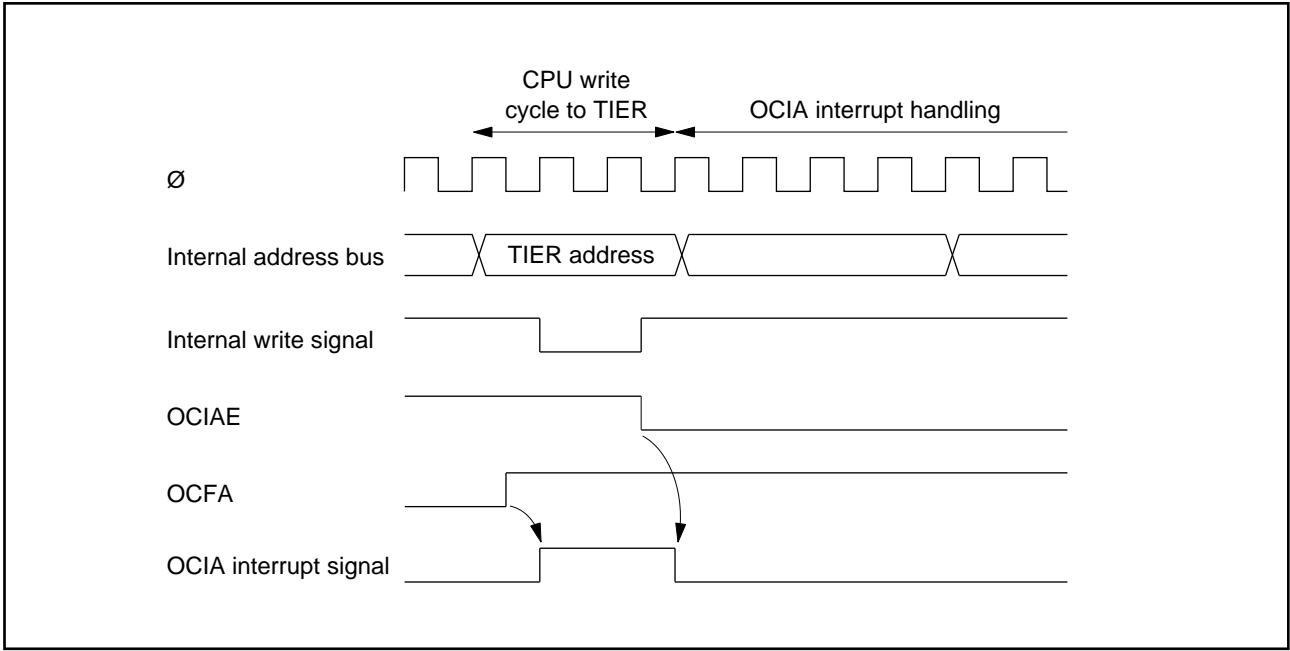 CPU write
cycle to TIER
OCIA interrupt handling
Ø
Internal address bus
TIER address
Internal write signal
OCIAE
OCFA
OCIA interrupt signal